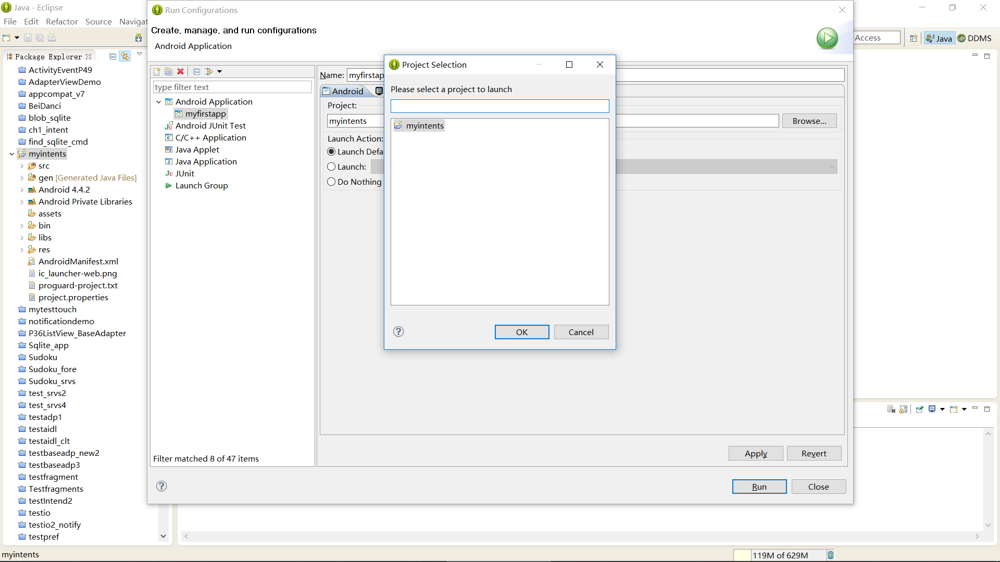 Java - Eclipse
File Edit Refactor Source Navigat
Access
Java
DDMS
Package Explorer
ActivityEventP49
AdapterViewDemo
appcompat_v7
BeiDanci
blob_sqlite
ch1_intent
find_sqlite_cmd
myintents
src
gen [Generated Java Files]
Android 4.4.2
Android Private Libraries
assets
bin
libs
res
AndroidManifest.xml
ic_launcher-web.png
proguard-project.txt
project.properties
mytesttouch
notificationdemo
P36ListView_BaseAdapter
Sqlite_app
Sudoku
Sudoku_fore
Sudoku_srvs
test_srvs2
test_srvs4
testadp1
testaidl
testaidl_clt
testbaseadp_new2
testbaseadp3
testfragment
Testfragments
testIntend2
testio
testio2_notify
testpref
Run Configurations
Create, manage, and run configurations
Android Application
type filter text
Android Application
myfirstapp
Android JUnit Test
C/C++ Application
Java Applet
Java Application
JUnit
Launch Group
Filter matched 8 of 47 items
Name: myfirstap
Android
Project:
myintents
Browse...
Launch Action:
Launch Defa
Launch:
Do Nothing
Apply
Revert
Run
Close
Project Selection
Please select a project to launch
myintents
OK
Cancel
myintents
119M of 629M